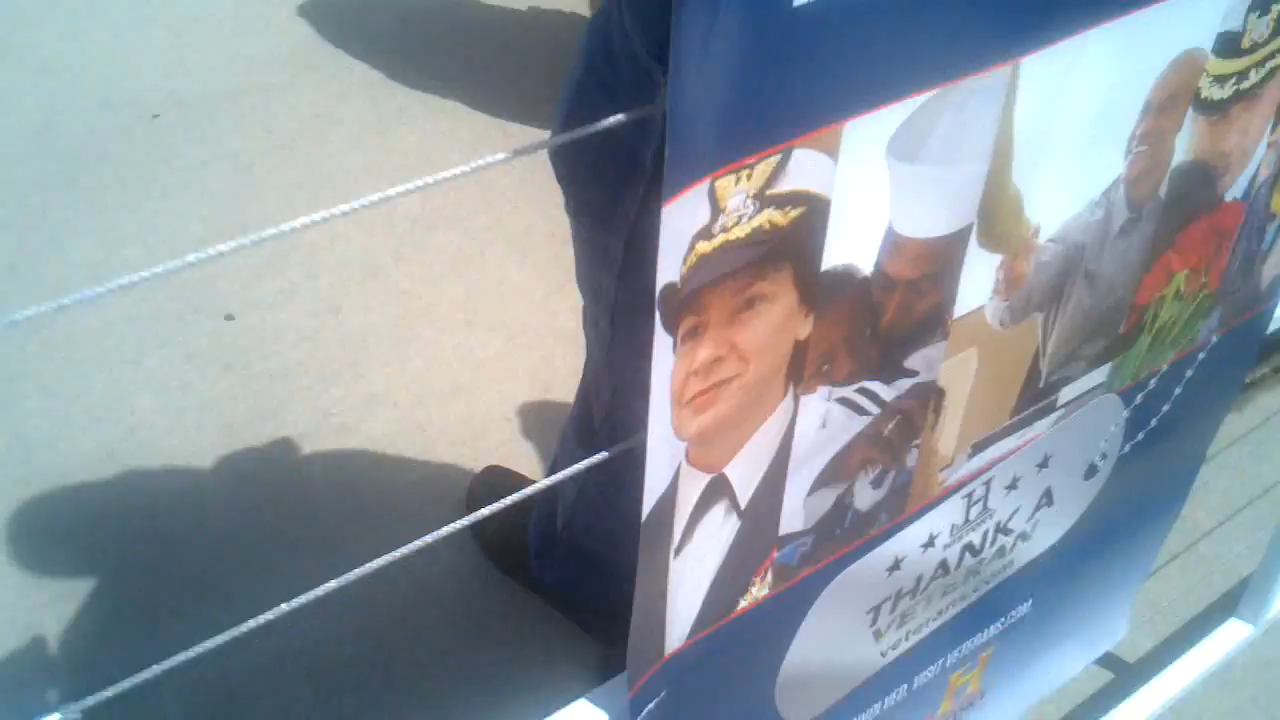 H
HISTORY
THANK A
VETERAN
veterans.com
VISIT VETERANS.COM
H